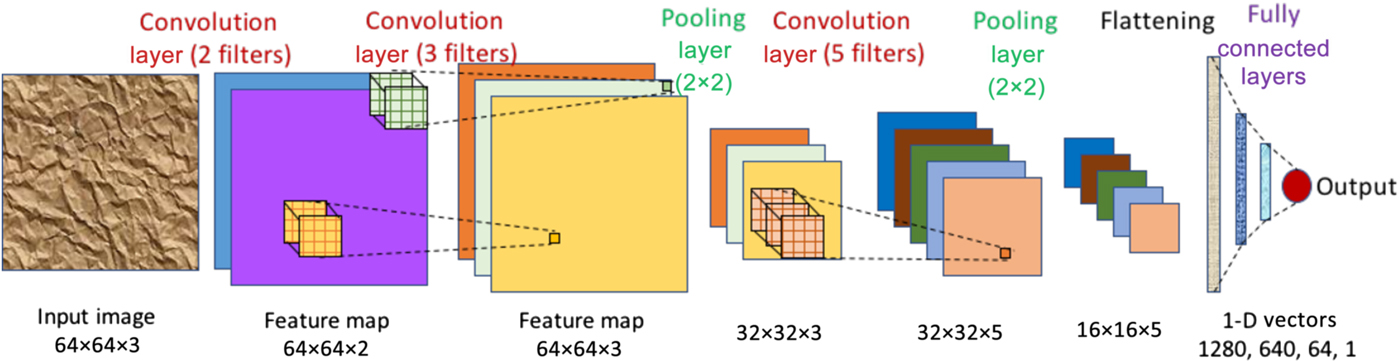 Convolution
layer (2 filters)
Convolution
layer (3 filters)
Pooling
layer
(2×2)
Convolution
layer (5 filters)
Pooling
layer
(2×2)
Flattening
Fully
connected
layers
Output
Input image
64×64×3
Feature map
64×64×2
Feature map
64×64×3
32×32×3
32×32×5
16×16×5
1-D vectors
1280, 640, 64, 1